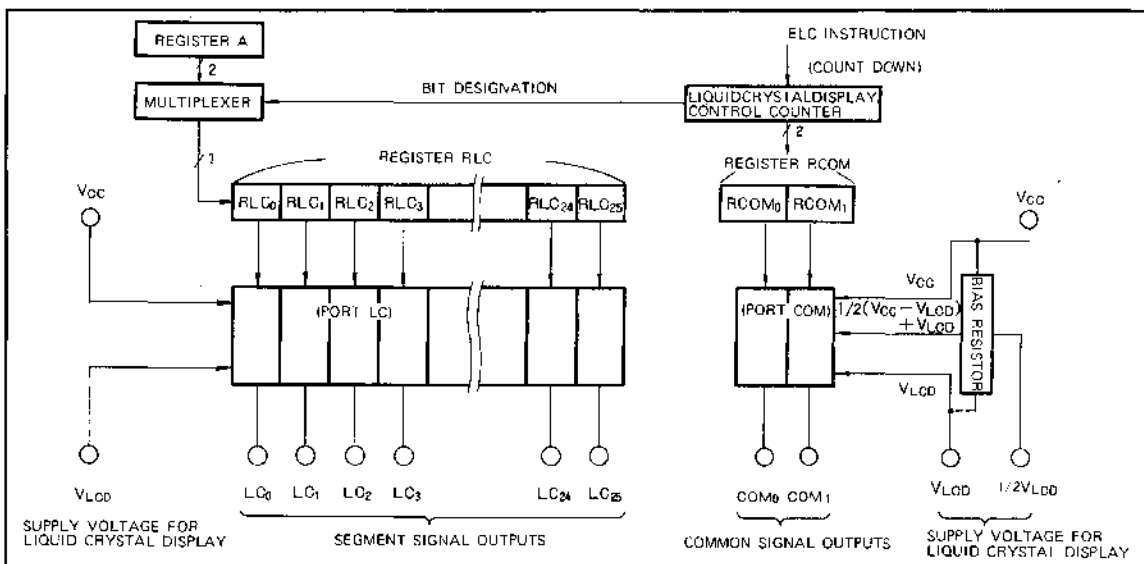 REGISTER A
2
MULTIPLEXER
BIT DESIGNATION
ELC INSTRUCTION
(COUNT DOWN)
LIQUIDCRYSTALDISPLAY
CONTROL COUNTER
2
1
REGISTER RLC
REGISTER RCOM
VCC
RLC0 RLC1 RLC2 RLC3 RLC24 RLC25
RCOM0 RCOM1
VCC
(PORT LC)
(PORT COM)
VCC
1/2(VCC-VLCD)
+VLCD
VLCD
BIAS RESISTOR
VLCD
LC0 LC1 LC2 LC3 LC24 LC25
COM0 COM1
VLCD 1/2VLCD
SUPPLY VOLTAGE FOR
LIQUID CRYSTAL DISPLAY
SEGMENT SIGNAL OUTPUTS
COMMON SIGNAL OUTPUTS
SUPPLY VOLTAGE FOR
LIQUID CRYSTAL DISPLAY